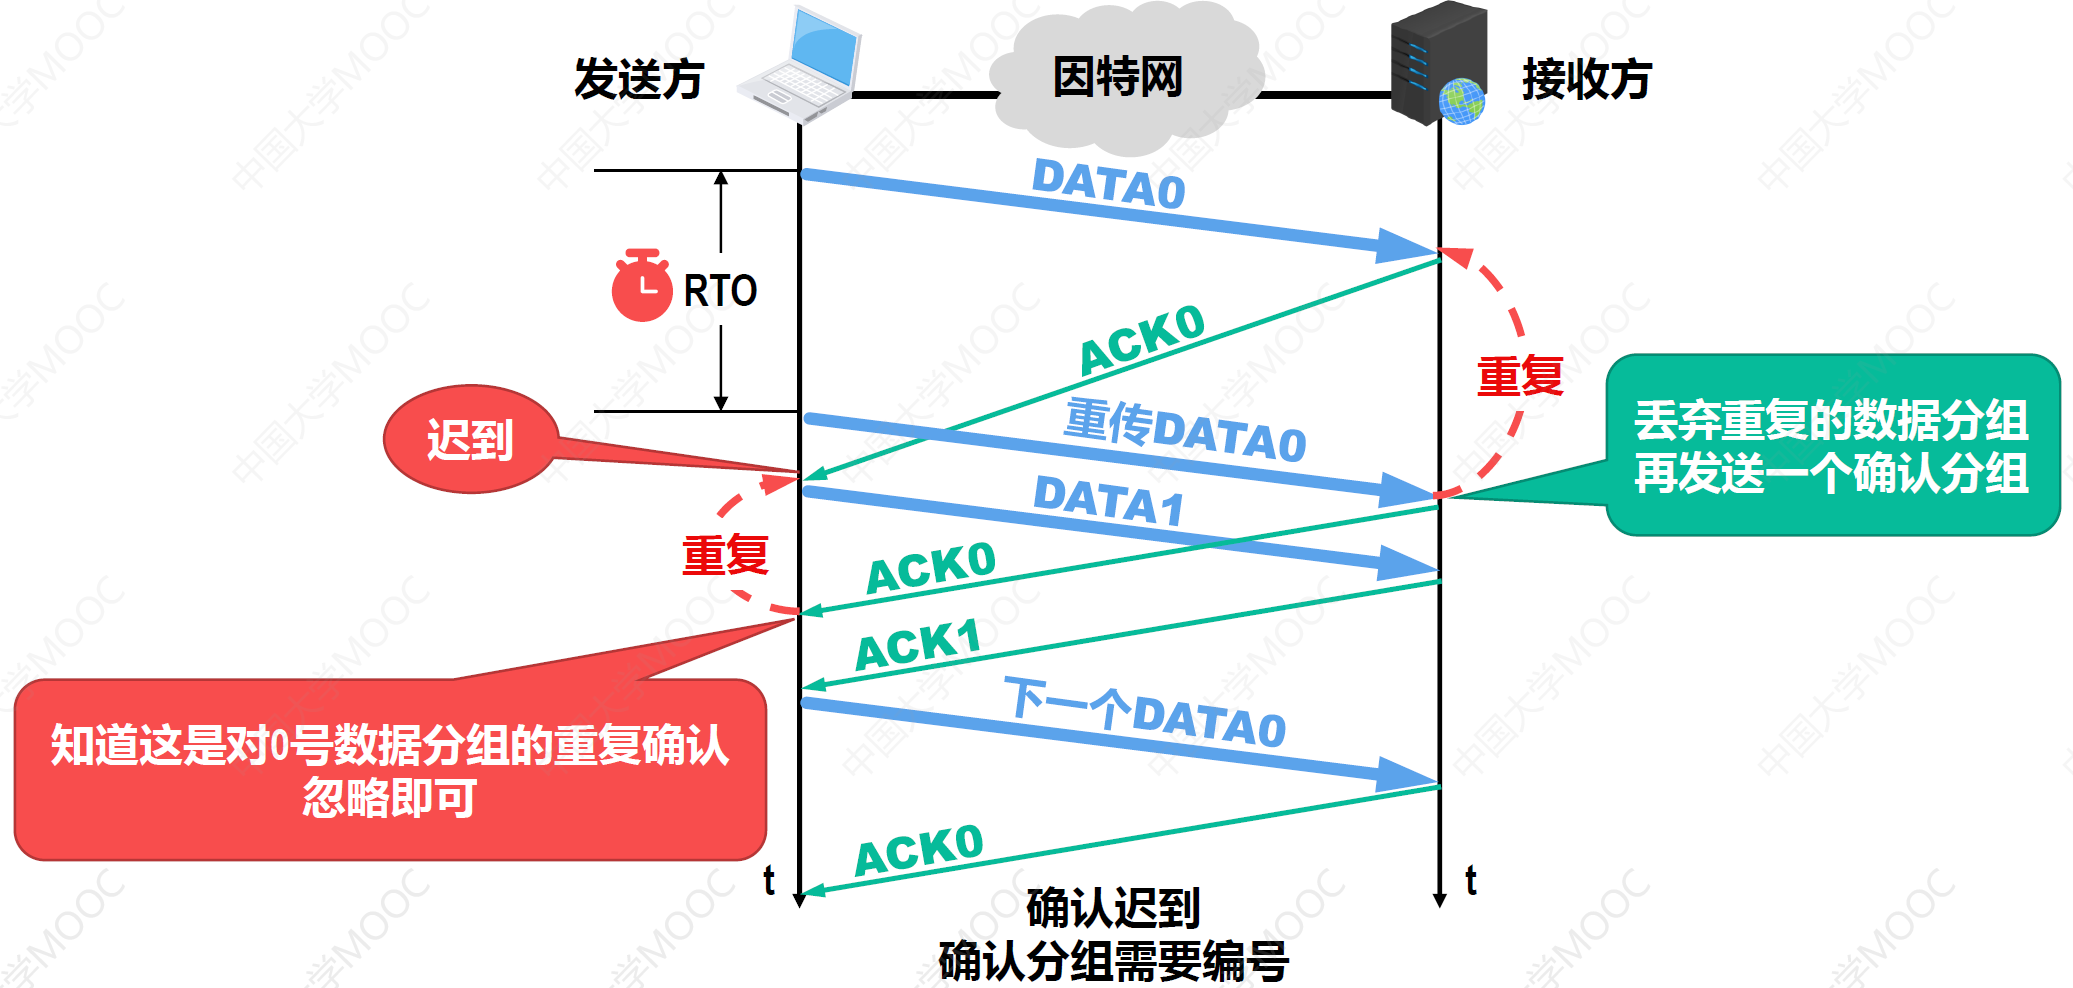 发送方
因特网
接收方
DATA0
RTO
ACK0
重复
迟到
重传DATA0
丢弃重复的数据分组
再发送一个确认分组
DATA1
重复
ACK0
ACK1
下一个DATA0
知道这是对0号数据分组的重复确认
忽略即可
ACK0
t
t
确认迟到
确认分组需要编号
中国大学MOOC